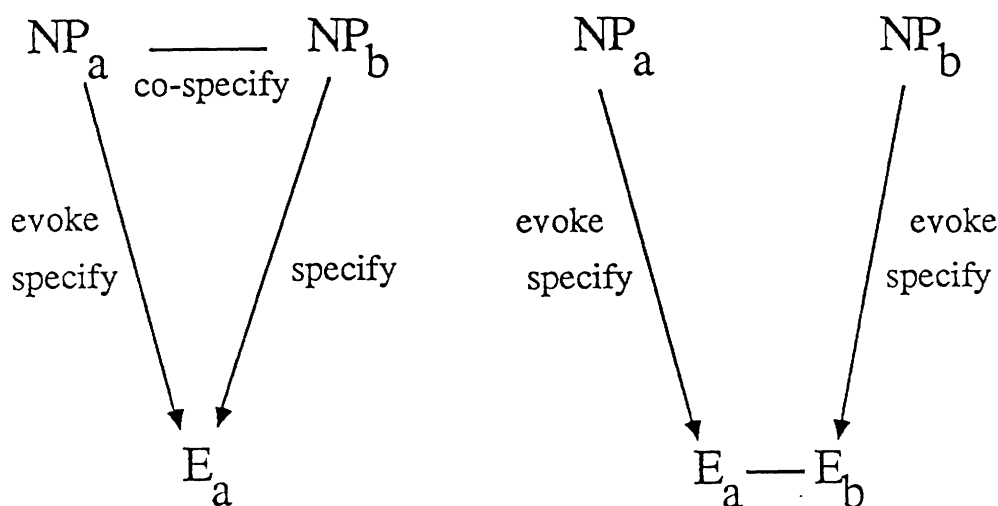 NPa NPb
co-specify
evoke
specify
specify
Ea
NPa NPb
evoke
specify
evoke
specify
Ea Eb